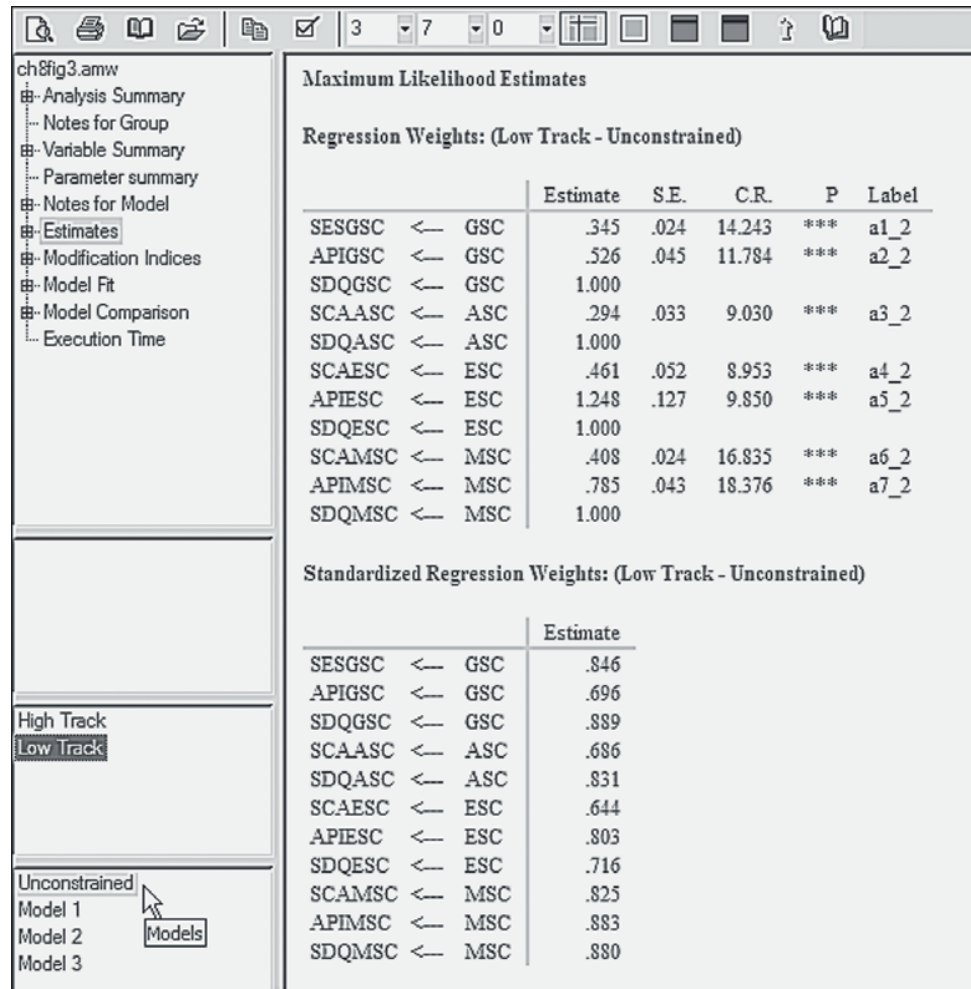 3 7 0
ch8fig3.amw
Analysis Summary
Notes for Group
Variable Summary
Parameter summary
Notes for Model
Estimates
Modification Indices
Model Fit
Model Comparison
Execution Time
High Track
Low Track
Unconstrained
Model 1
Model 2
Model 3
Models
Maximum Likelihood Estimates
Regression Weights: (Low Track - Unconstrained)
Estimate S.E. C.R. P Label
SESGSC <--- GSC .345 .024 14.243 *** a1_2
APIGSC <--- GSC .526 .045 11.784 *** a2_2
SDQGSC <--- GSC 1.000
SCAASC <--- ASC .294 .033 9.030 *** a3_2
SDQASC <--- ASC 1.000
SCAESC <--- ESC .461 .052 8.953 *** a4_2
APIESC <--- ESC 1.248 .127 9.850 *** a5_2
SDQESC <--- ESC 1.000
SCAMSC <--- MSC .408 .024 16.835 *** a6_2
APIMSC <--- MSC .785 .043 18.376 *** a7_2
SDQMSC <--- MSC 1.000
Standardized Regression Weights: (Low Track - Unconstrained)
Estimate
SESGSC <--- GSC .846
APIGSC <--- GSC .696
SDQGSC <--- GSC .889
SCAASC <--- ASC .686
SDQASC <--- ASC .831
SCAESC <--- ESC .644
APIESC <--- ESC .803
SDQESC <--- ESC .716
SCAMSC <--- MSC .825
APIMSC <--- MSC .883
SDQMSC <--- MSC .880